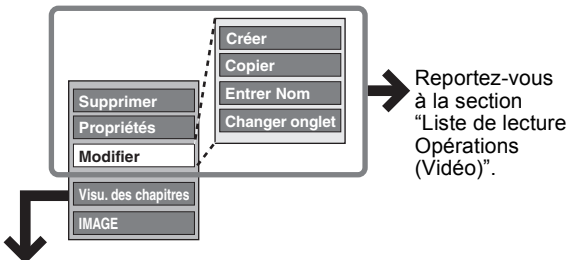 Créer
Copier
Entrer Nom
Changer onglet
Supprimer
Propriétés
Modifier
Visu. des chapitres
IMAGE
Reportez-vous
à la section
“Liste de lecture
Opérations
(Vidéo)”.